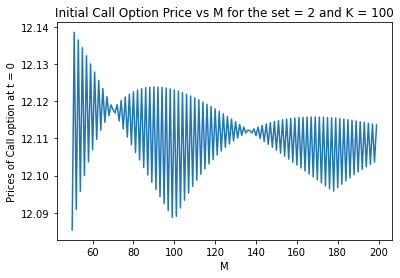 Initial Call Option Price vs M for the set = 2 and K = 100
Prices of Call option at t = 0
12.14
12.13
12.12
12.11
12.10
12.09
60 80 100 120 140 160 180 200
M